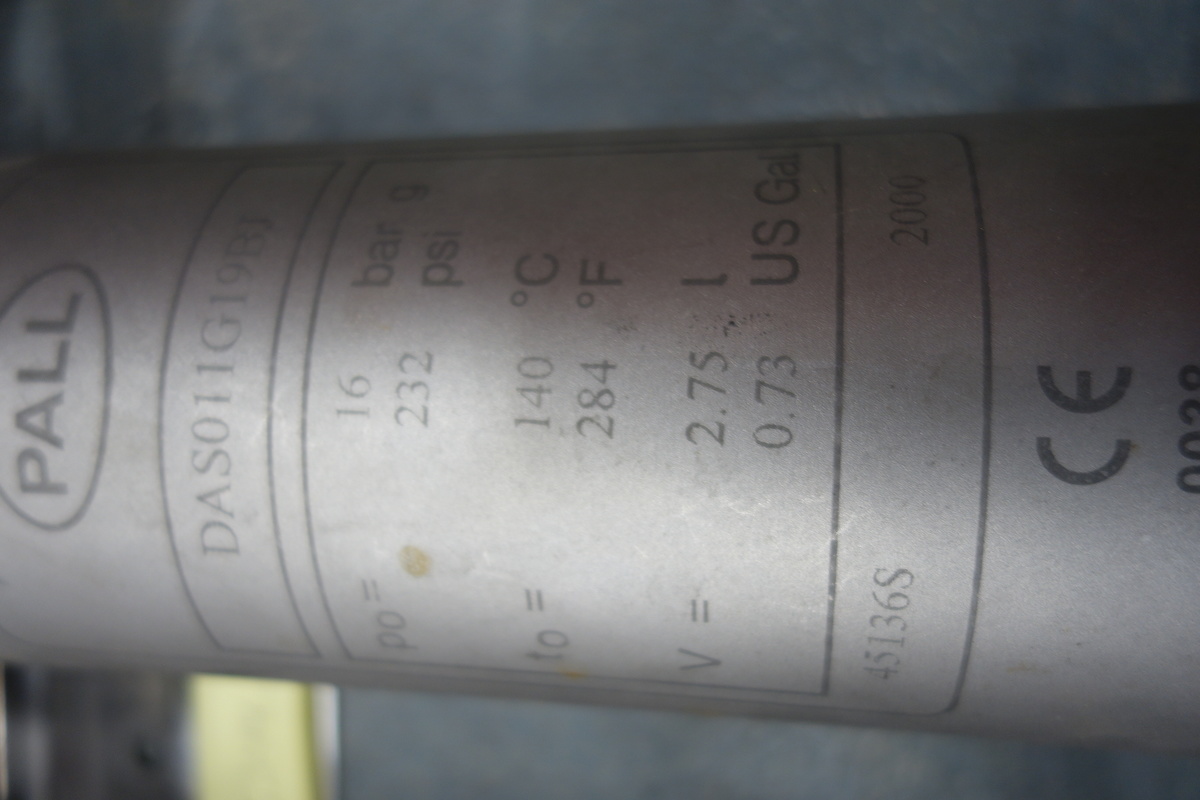 PALL
DAS011G19BJ
po = 16 bar g
232 psi
to = 140 °C
284 °F
V = 2.75 l
0.73 US Gal
45136S 2000
CE